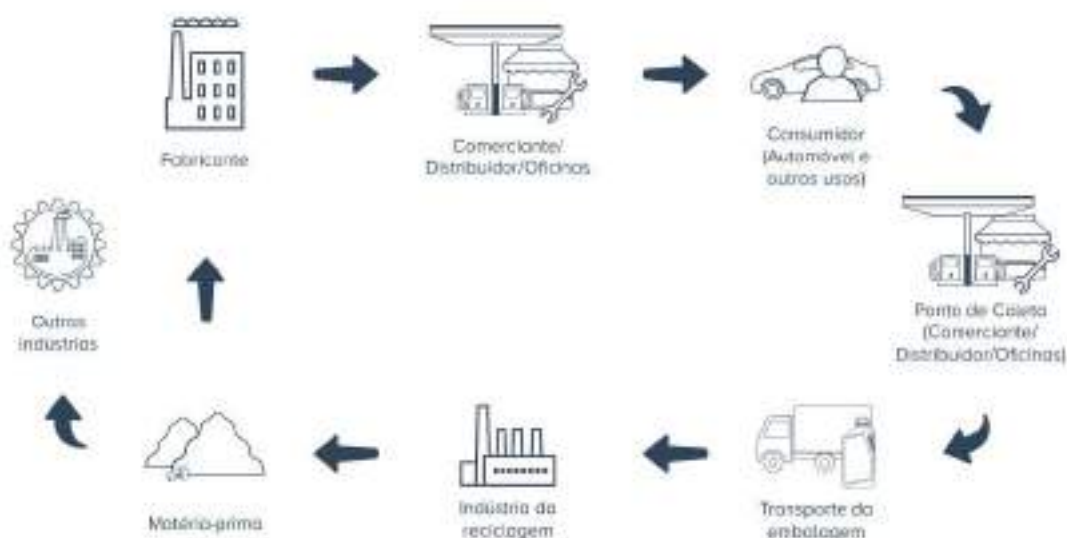 Fabricante
Comerciante/
Distribuidor/Oficinas
Consumidor
(Automóvel e
outros usos)
Ponto de Coleta
(Comerciante/
Distribuidor/Oficinas)
Outras
indústrias
Matéria-prima
Indústria da
reciclagem
Transporte da
embalagem